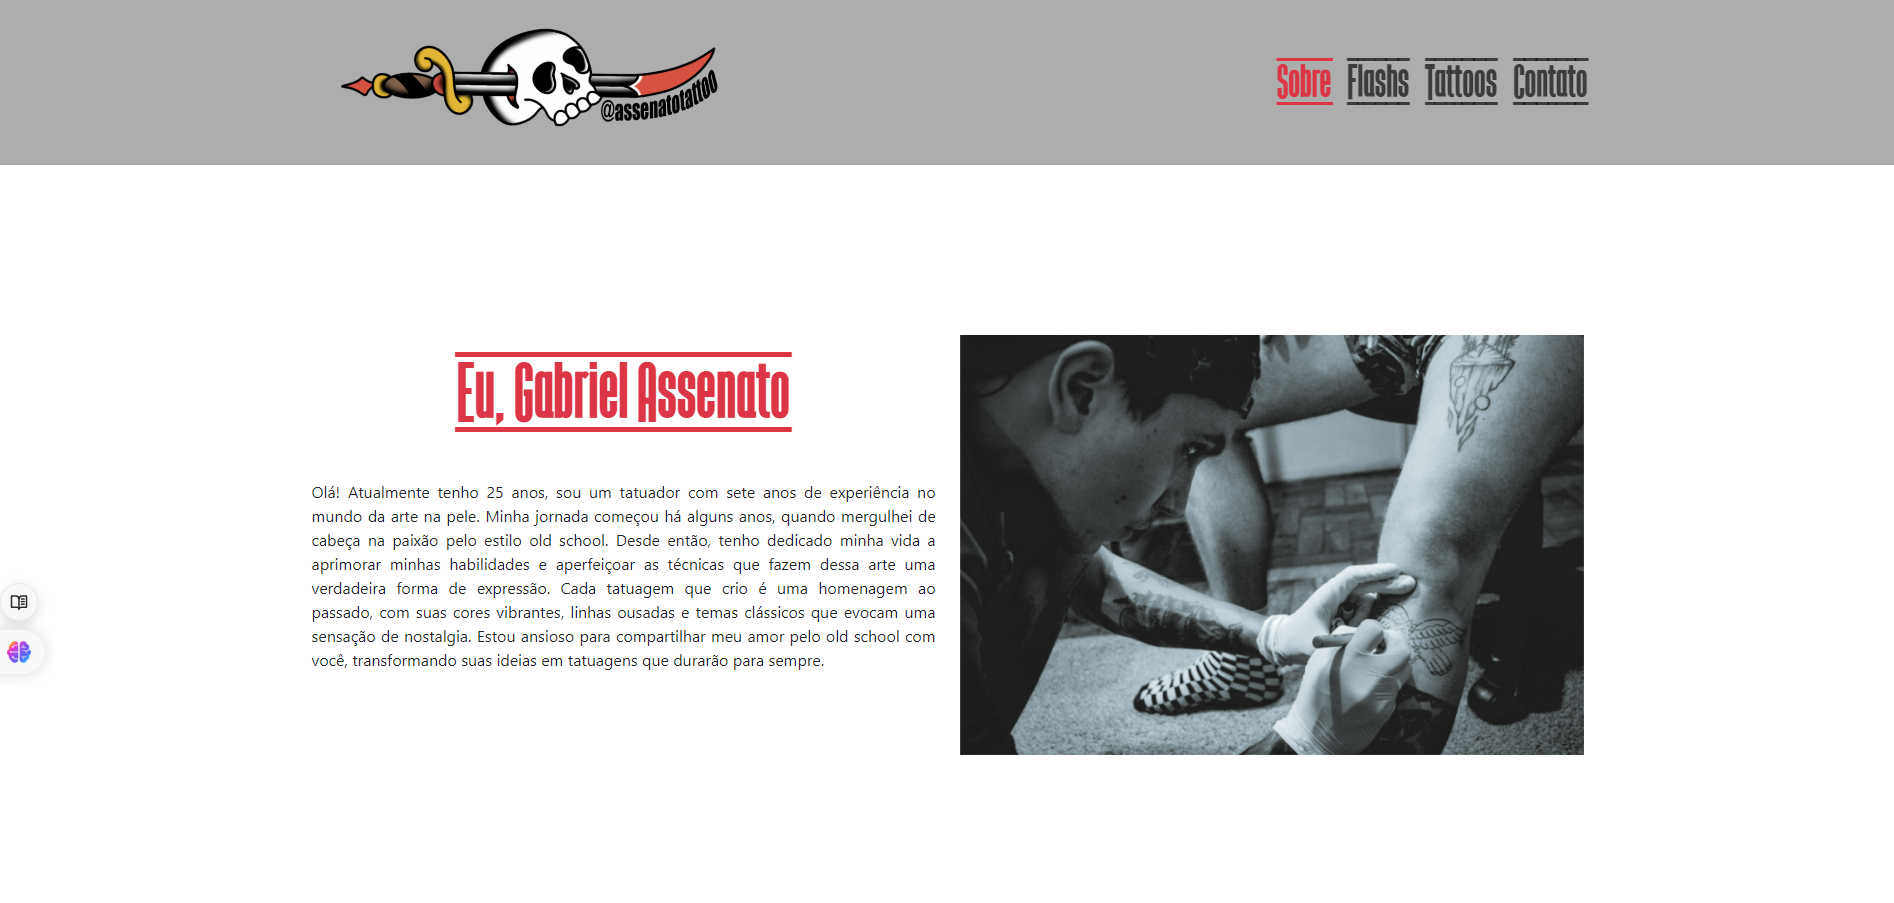 @assenatotattoo
Sobre Flashs Tattoos Contato
Eu, Gabriel Assenato
Olá! Atualmente tenho 25 anos, sou um tatuador com sete anos de experiência no
mundo da arte na pele. Minha jornada começou há alguns anos, quando mergulhei de
cabeça na paixão pelo estilo old school. Desde então, tenho dedicado minha vida a
aprimorar minhas habilidades e aperfeiçoar as técnicas que fazem dessa arte uma
verdadeira forma de expressão. Cada tatuagem que crio é uma homenagem ao
passado, com suas cores vibrantes, linhas ousadas e temas clássicos que evocam uma
sensação de nostalgia. Estou ansioso para compartilhar meu amor pelo old school com
você, transformando suas ideias em tatuagens que durarão para sempre.